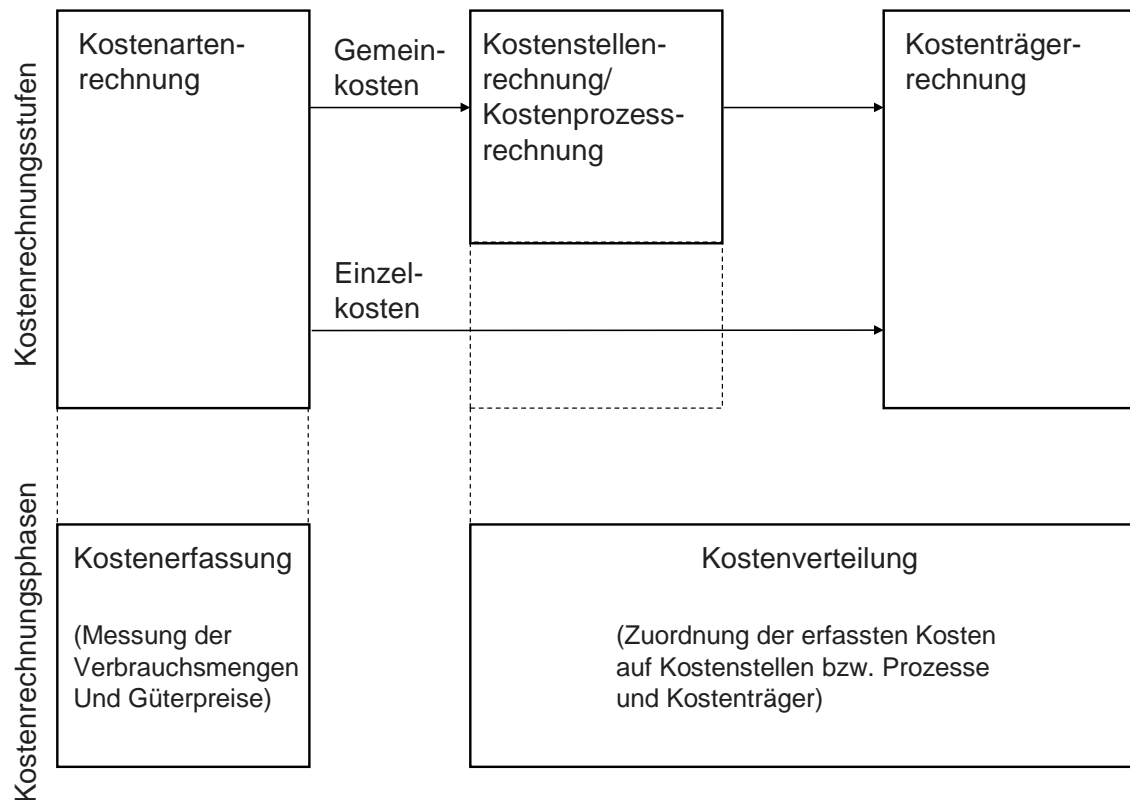 Kostenrechnungsstufen
Kostenarten-
rechnung
Gemein-
kosten
Kostenstellen-
rechnung/
Kostenprozess-
rechnung
Kostenträger-
rechnung
Einzel-
kosten
Kostenrechnungsphasen
Kostenerfassung
(Messung der
Verbrauchsmengen
Und Güterpreise)
Kostenverteilung
(Zuordnung der erfassten Kosten
auf Kostenstellen bzw. Prozesse
und Kostenträger)